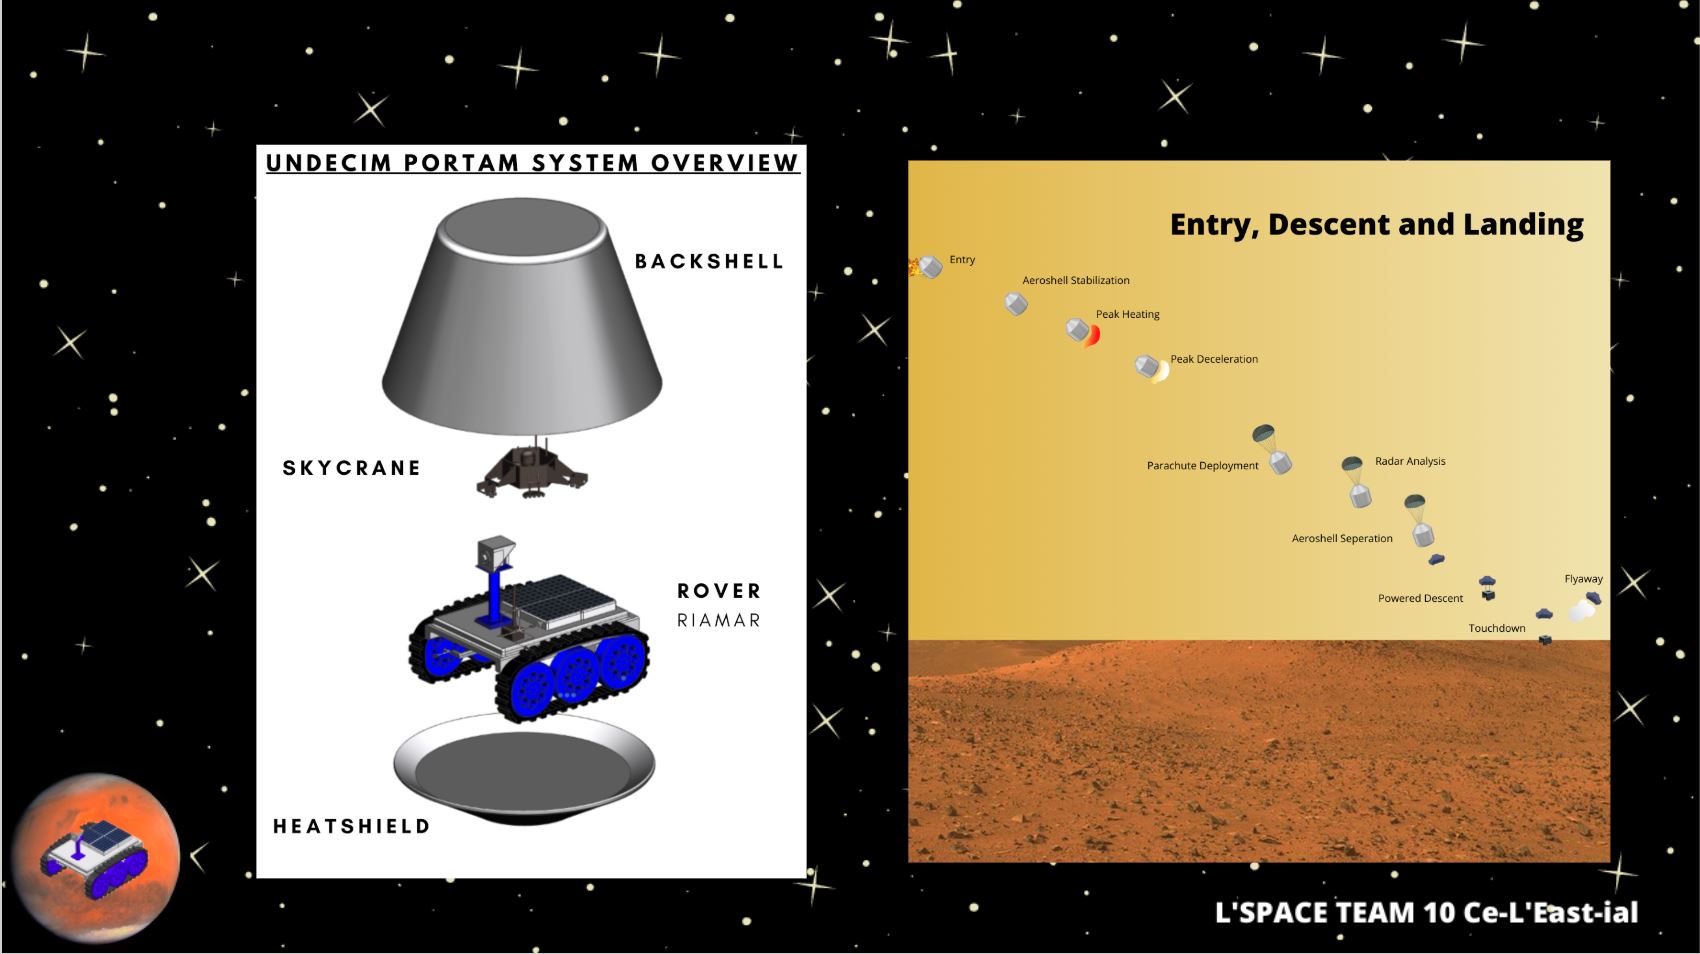 UNDECIM PORTAM SYSTEM OVERVIEW
BACKSHELL
SKYCRANE
ROVER
RIAMAR
HEATSHIELD
Entry, Descent and Landing
Entry
Aeroshell Stabilization
Peak Heating
Peak Deceleration
Parachute Deployment
Radar Analysis
Aeroshell Seperation
Flyaway
Powered Descent
Touchdown
L'SPACE TEAM 10 Ce-L'East-ial